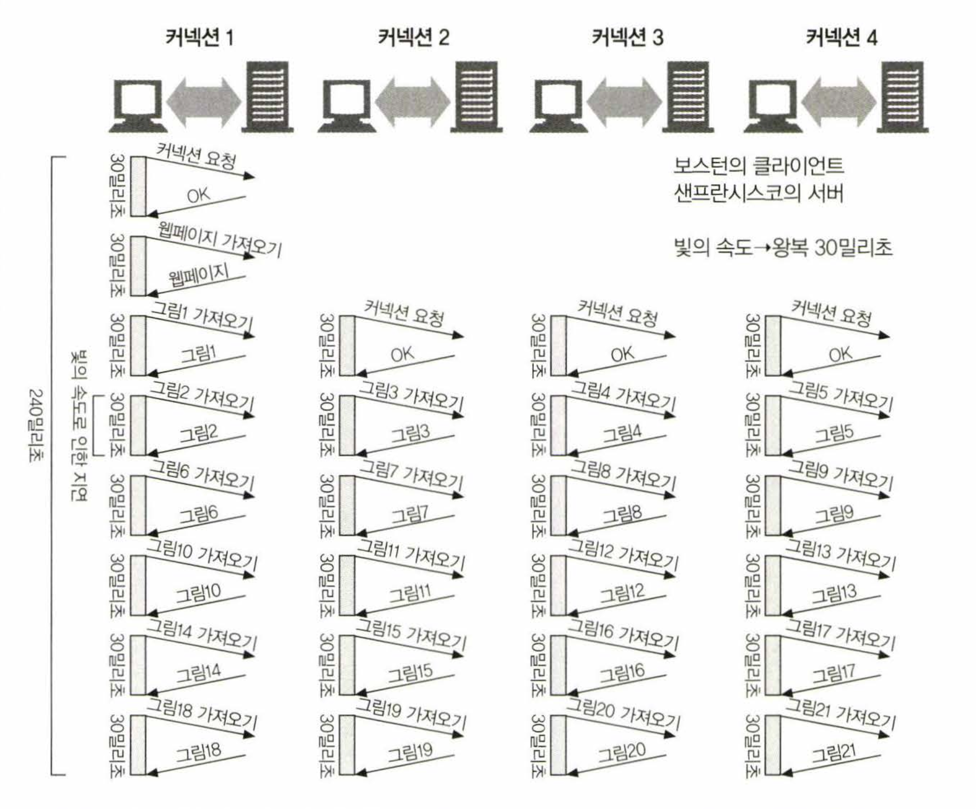 커넥션 1
커넥션 2
커넥션 3
커넥션 4
보스턴의 클라이언트
샌프란시스코의 서버
빛의 속도→왕복 30밀리초
240밀리초
빛의 속도로 인한 지연
30밀리초
커넥션 요청
OK
30밀리초
웹페이지 가져오기
웹페이지
30밀리초
그림1 가져오기
그림1
30밀리초
그림2 가져오기
그림2
30밀리초
그림6 가져오기
그림6
30밀리초
그림10 가져오기
그림10
30밀리초
그림14 가져오기
그림14
30밀리초
그림18 가져오기
그림18
30밀리초
커넥션 요청
OK
30밀리초
그림3 가져오기
그림3
30밀리초
그림7 가져오기
그림7
30밀리초
그림11 가져오기
그림11
30밀리초
그림15 가져오기
그림15
30밀리초
그림19 가져오기
그림19
30밀리초
커넥션 요청
OK
30밀리초
그림4 가져오기
그림4
30밀리초
그림8 가져오기
그림8
30밀리초
그림12 가져오기
그림12
30밀리초
그림16 가져오기
그림16
30밀리초
그림20 가져오기
그림20
30밀리초
커넥션 요청
OK
30밀리초
그림5 가져오기
그림5
30밀리초
그림9 가져오기
그림9
30밀리초
그림13 가져오기
그림13
30밀리초
그림17 가져오기
그림17
30밀리초
그림21 가져오기
그림21